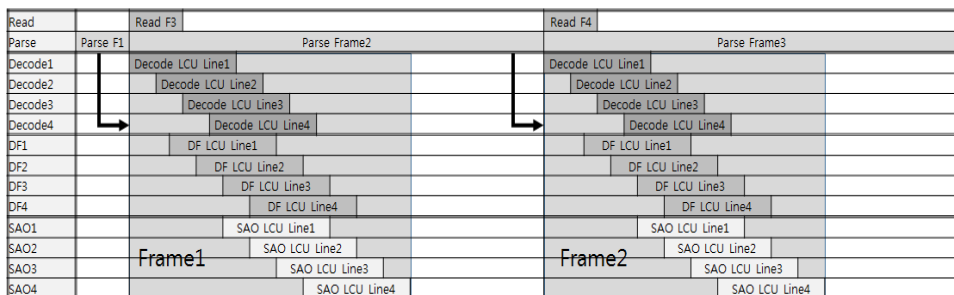 Read Read F3 Read F4
Parse Parse F1 Parse Frame2 Parse Frame3
Decode1 Decode LCU Line1 Decode LCU Line1
Decode2 Decode LCU Line2 Decode LCU Line2
Decode3 Decode LCU Line3 Decode LCU Line3
Decode4 Decode LCU Line4 Decode LCU Line4
DF1 DF LCU Line1 DF LCU Line1
DF2 DF LCU Line2 DF LCU Line2
DF3 DF LCU Line3 DF LCU Line3
DF4 DF LCU Line4 DF LCU Line4
SAO1 SAO LCU Line1 SAO LCU Line1
SAO2 SAO LCU Line2 SAO LCU Line2
Frame1 Frame2
SAO3 SAO LCU Line3 SAO LCU Line3
SAO4 SAO LCU Line4 SAO LCU Line4